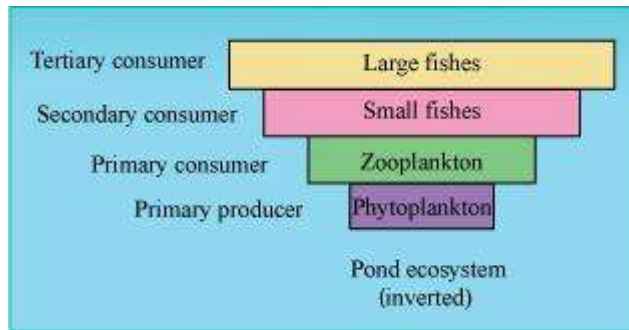 Tertiary consumer Large fishes
Secondary consumer Small fishes
Primary consumer Zooplankton
Primary producer Phytoplankton
Pond ecosystem
(inverted)